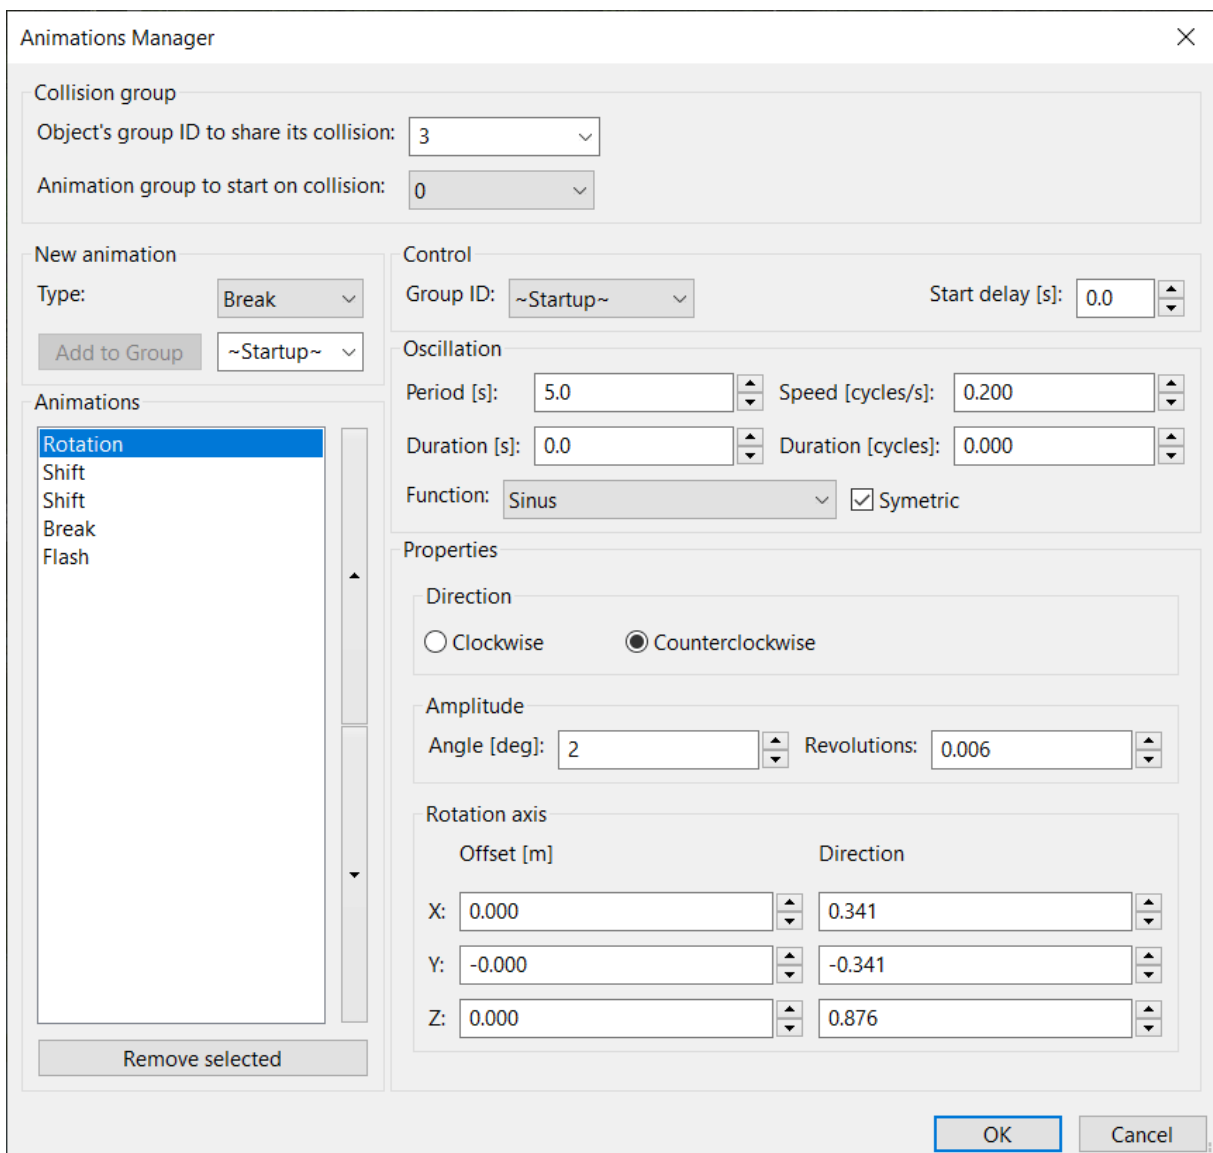 Animations Manager
Collision group
Object's group ID to share its collision: 3
Animation group to start on collision: 0
New animation
Type: Break
Add to Group ~Startup~
Animations
Rotation
Shift
Shift
Break
Flash
Remove selected
Control
Group ID: ~Startup~ Start delay [s]: 0.0
Oscillation
Period [s]: 5.0 Speed [cycles/s]: 0.200
Duration [s]: 0.0 Duration [cycles]: 0.000
Function: Sinus Symetric
Properties
Direction
Clockwise Counterclockwise
Amplitude
Angle [deg]: 2 Revolutions: 0.006
Rotation axis
Offset [m] Direction
X: 0.000 0.341
Y: -0.000 -0.341
Z: 0.000 0.876
OK Cancel